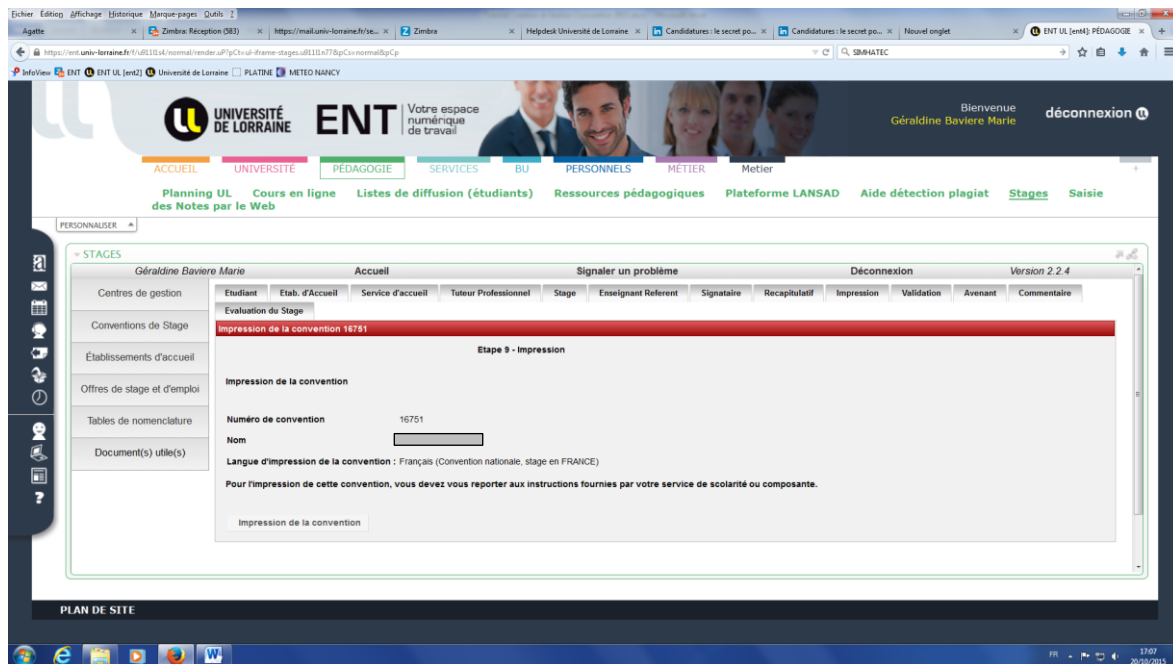 Fichier Édition Affichage Historique Marque-pages Outils ?
Agatte Zimbra: Réception (583) https://mail.univ-lorraine.fr/se... Zimbra Helpdesk Université de Lorraine Candidatures : le secret po... Candidatures : le secret po... Nouvel onglet ENT UL [ent4]: PÉDAGOGIE
SIMHATEC
InfoView ENT ENT UL [ent2] Université de Lorraine PLATINE METEO NANCY
UNIVERSITÉ DE LORRAINE
ENT
Votre espace
numérique
de travail
Bienvenue
Géraldine Baviere Marie
déconnexion
ACCUEIL UNIVERSITÉ PÉDAGOGIE SERVICES BU PERSONNELS MÉTIER Metier +
Planning UL Cours en ligne Listes de diffusion (étudiants) Ressources pédagogiques Plateforme LANSAD Aide détection plagiat Stages Saisie
des Notes par le Web
PERSONNALISER
STAGES
Géraldine Baviere Marie Accueil Signaler un problème Déconnexion Version 2.2.4
Centres de gestion
Conventions de Stage
Établissements d'accueil
Offres de stage et d'emploi
Tables de nomenclature
Document(s) utile(s)
Etudiant Etab. d'Accueil Service d'accueil Tuteur Professionnel Stage Enseignant Referent Signataire Recapitulatif Impression Validation Avenant Commentaire
Evaluation du Stage
Impression de la convention 16751
Etape 9 - Impression
Impression de la convention
Numéro de convention 16751
Nom
Langue d'impression de la convention : Français (Convention nationale, stage en FRANCE)
Pour l'impression de cette convention, vous devez vous reporter aux instructions fournies par votre service de scolarité ou composante.
Impression de la convention
PLAN DE SITE
FR 17:07
20/10/2015